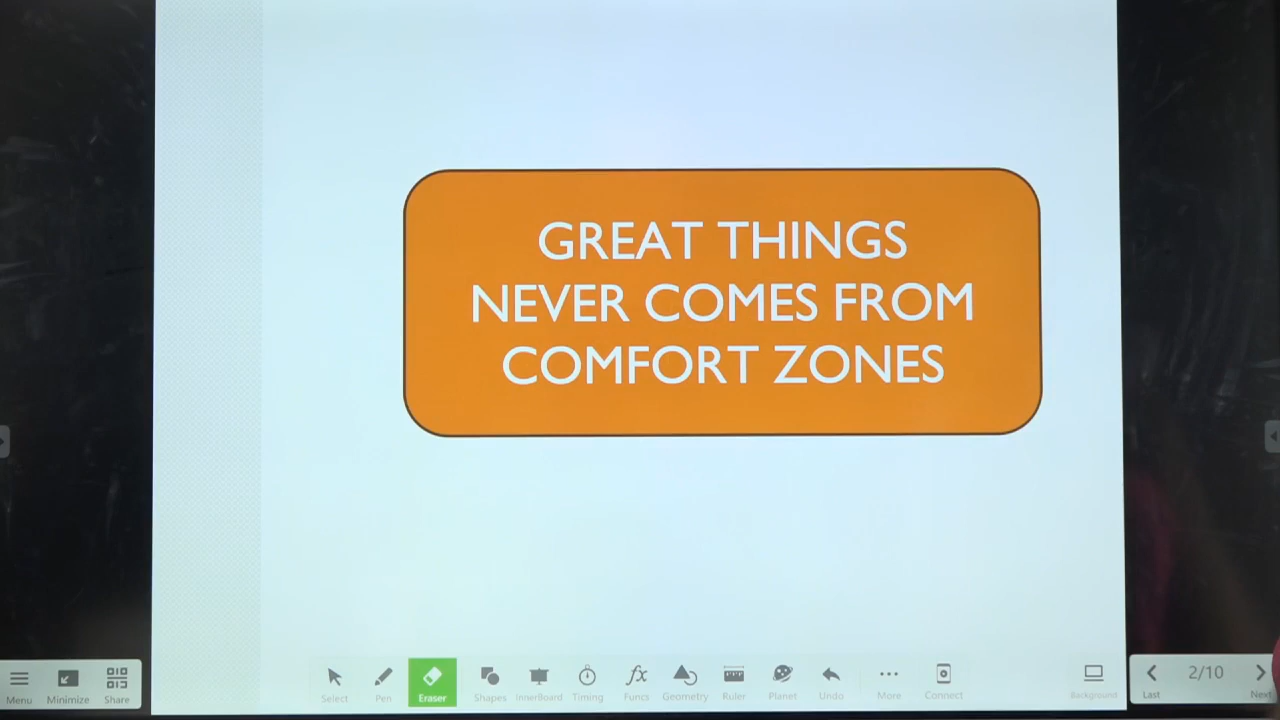 GREAT THINGS
NEVER COMES FROM
COMFORT ZONES
Menu Minimize Share
Select Pen Eraser Shapes InnerBoard Timing Funcs Geometry Ruler Planet Undo More Connect Background
2/10
Last Next